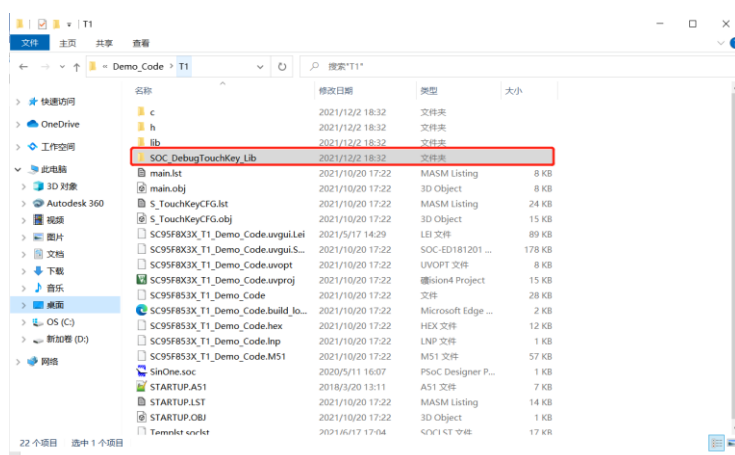 T1
文件 主页 共享 查看
« Demo_Code > T1 搜索"T1"
名称 修改日期 类型 大小
快速访问
OneDrive
工作空间
此电脑
3D 对象
Autodesk 360
视频
图片
文档
下载
音乐
桌面
OS (C:)
新加卷 (D:)
网络
c 2021/12/2 18:32 文件夹
h 2021/12/2 18:32 文件夹
lib 2021/12/2 18:32 文件夹
SOC_DebugTouchKey_Lib 2021/12/2 18:32 文件夹
main.lst 2021/10/20 17:22 MASM Listing 8 KB
main.obj 2021/10/20 17:22 3D Object 8 KB
S_TouchKeyCFG.lst 2021/10/20 17:22 MASM Listing 24 KB
S_TouchKeyCFG.obj 2021/10/20 17:22 3D Object 15 KB
SC95F8X3X_T1_Demo_Code.uvgui.Lei 2021/5/17 14:29 LEI 文件 89 KB
SC95F8X3X_T1_Demo_Code.uvgui.S... 2021/10/20 17:22 SOC-ED181201 ... 178 KB
SC95F8X3X_T1_Demo_Code.uvopt 2021/10/20 17:22 UVOPT 文件 8 KB
SC95F8X3X_T1_Demo_Code.uvproj 2021/10/20 17:22 ision4 Project 15 KB
SC95F853X_T1_Demo_Code 2021/10/20 17:22 文件 28 KB
SC95F853X_T1_Demo_Code.build_lo... 2021/10/20 17:22 Microsoft Edge ... 2 KB
SC95F853X_T1_Demo_Code.hex 2021/10/20 17:22 HEX 文件 12 KB
SC95F853X_T1_Demo_Code.lnp 2021/10/20 17:22 LNP 文件 1 KB
SC95F853X_T1_Demo_Code.M51 2021/10/20 17:22 M51 文件 57 KB
SinOne.soc 2020/5/11 16:07 PSoC Designer P... 1 KB
STARTUP.A51 2018/3/20 13:11 A51 文件 7 KB
STARTUP.LST 2021/10/20 17:22 MASM Listing 14 KB
STARTUP.OBJ 2021/10/20 17:22 3D Object 1 KB
Templst.soclst 2021/6/17 17:04 SOCLST 文件 17 KB
22 个项目 选中 1 个项目